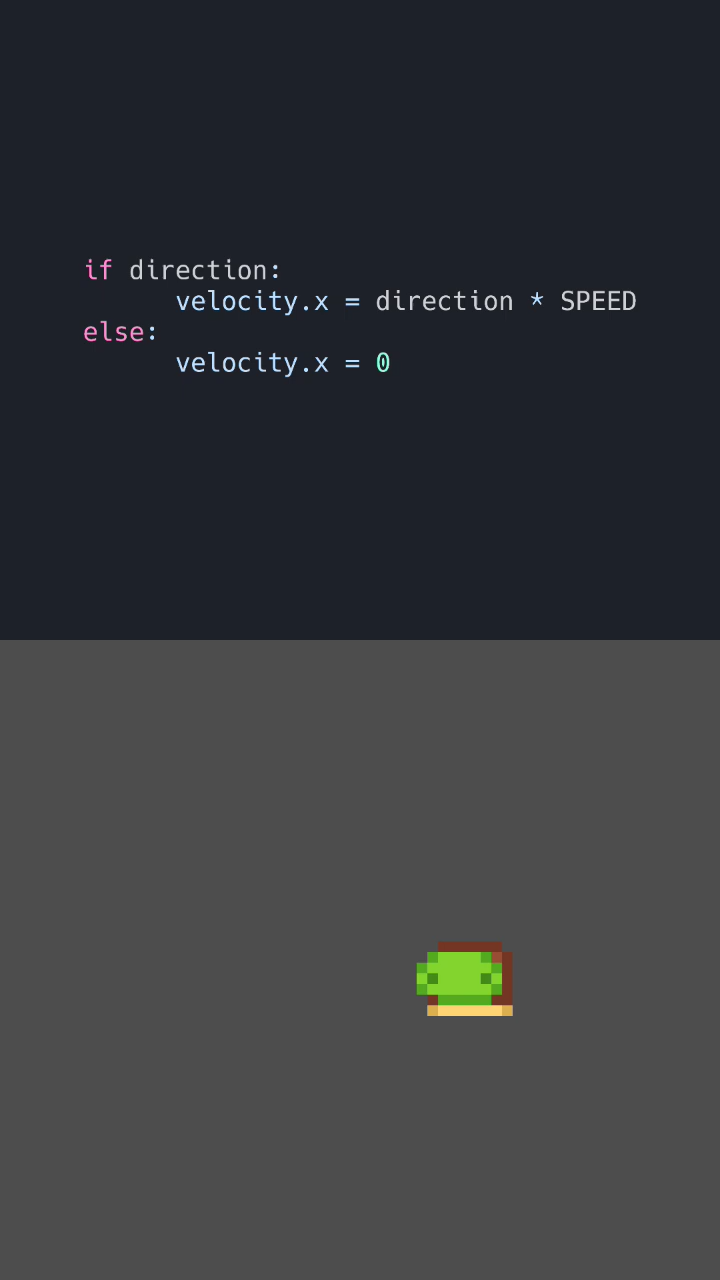 if direction:
      velocity.x = direction * SPEED
else:
      velocity.x = 0